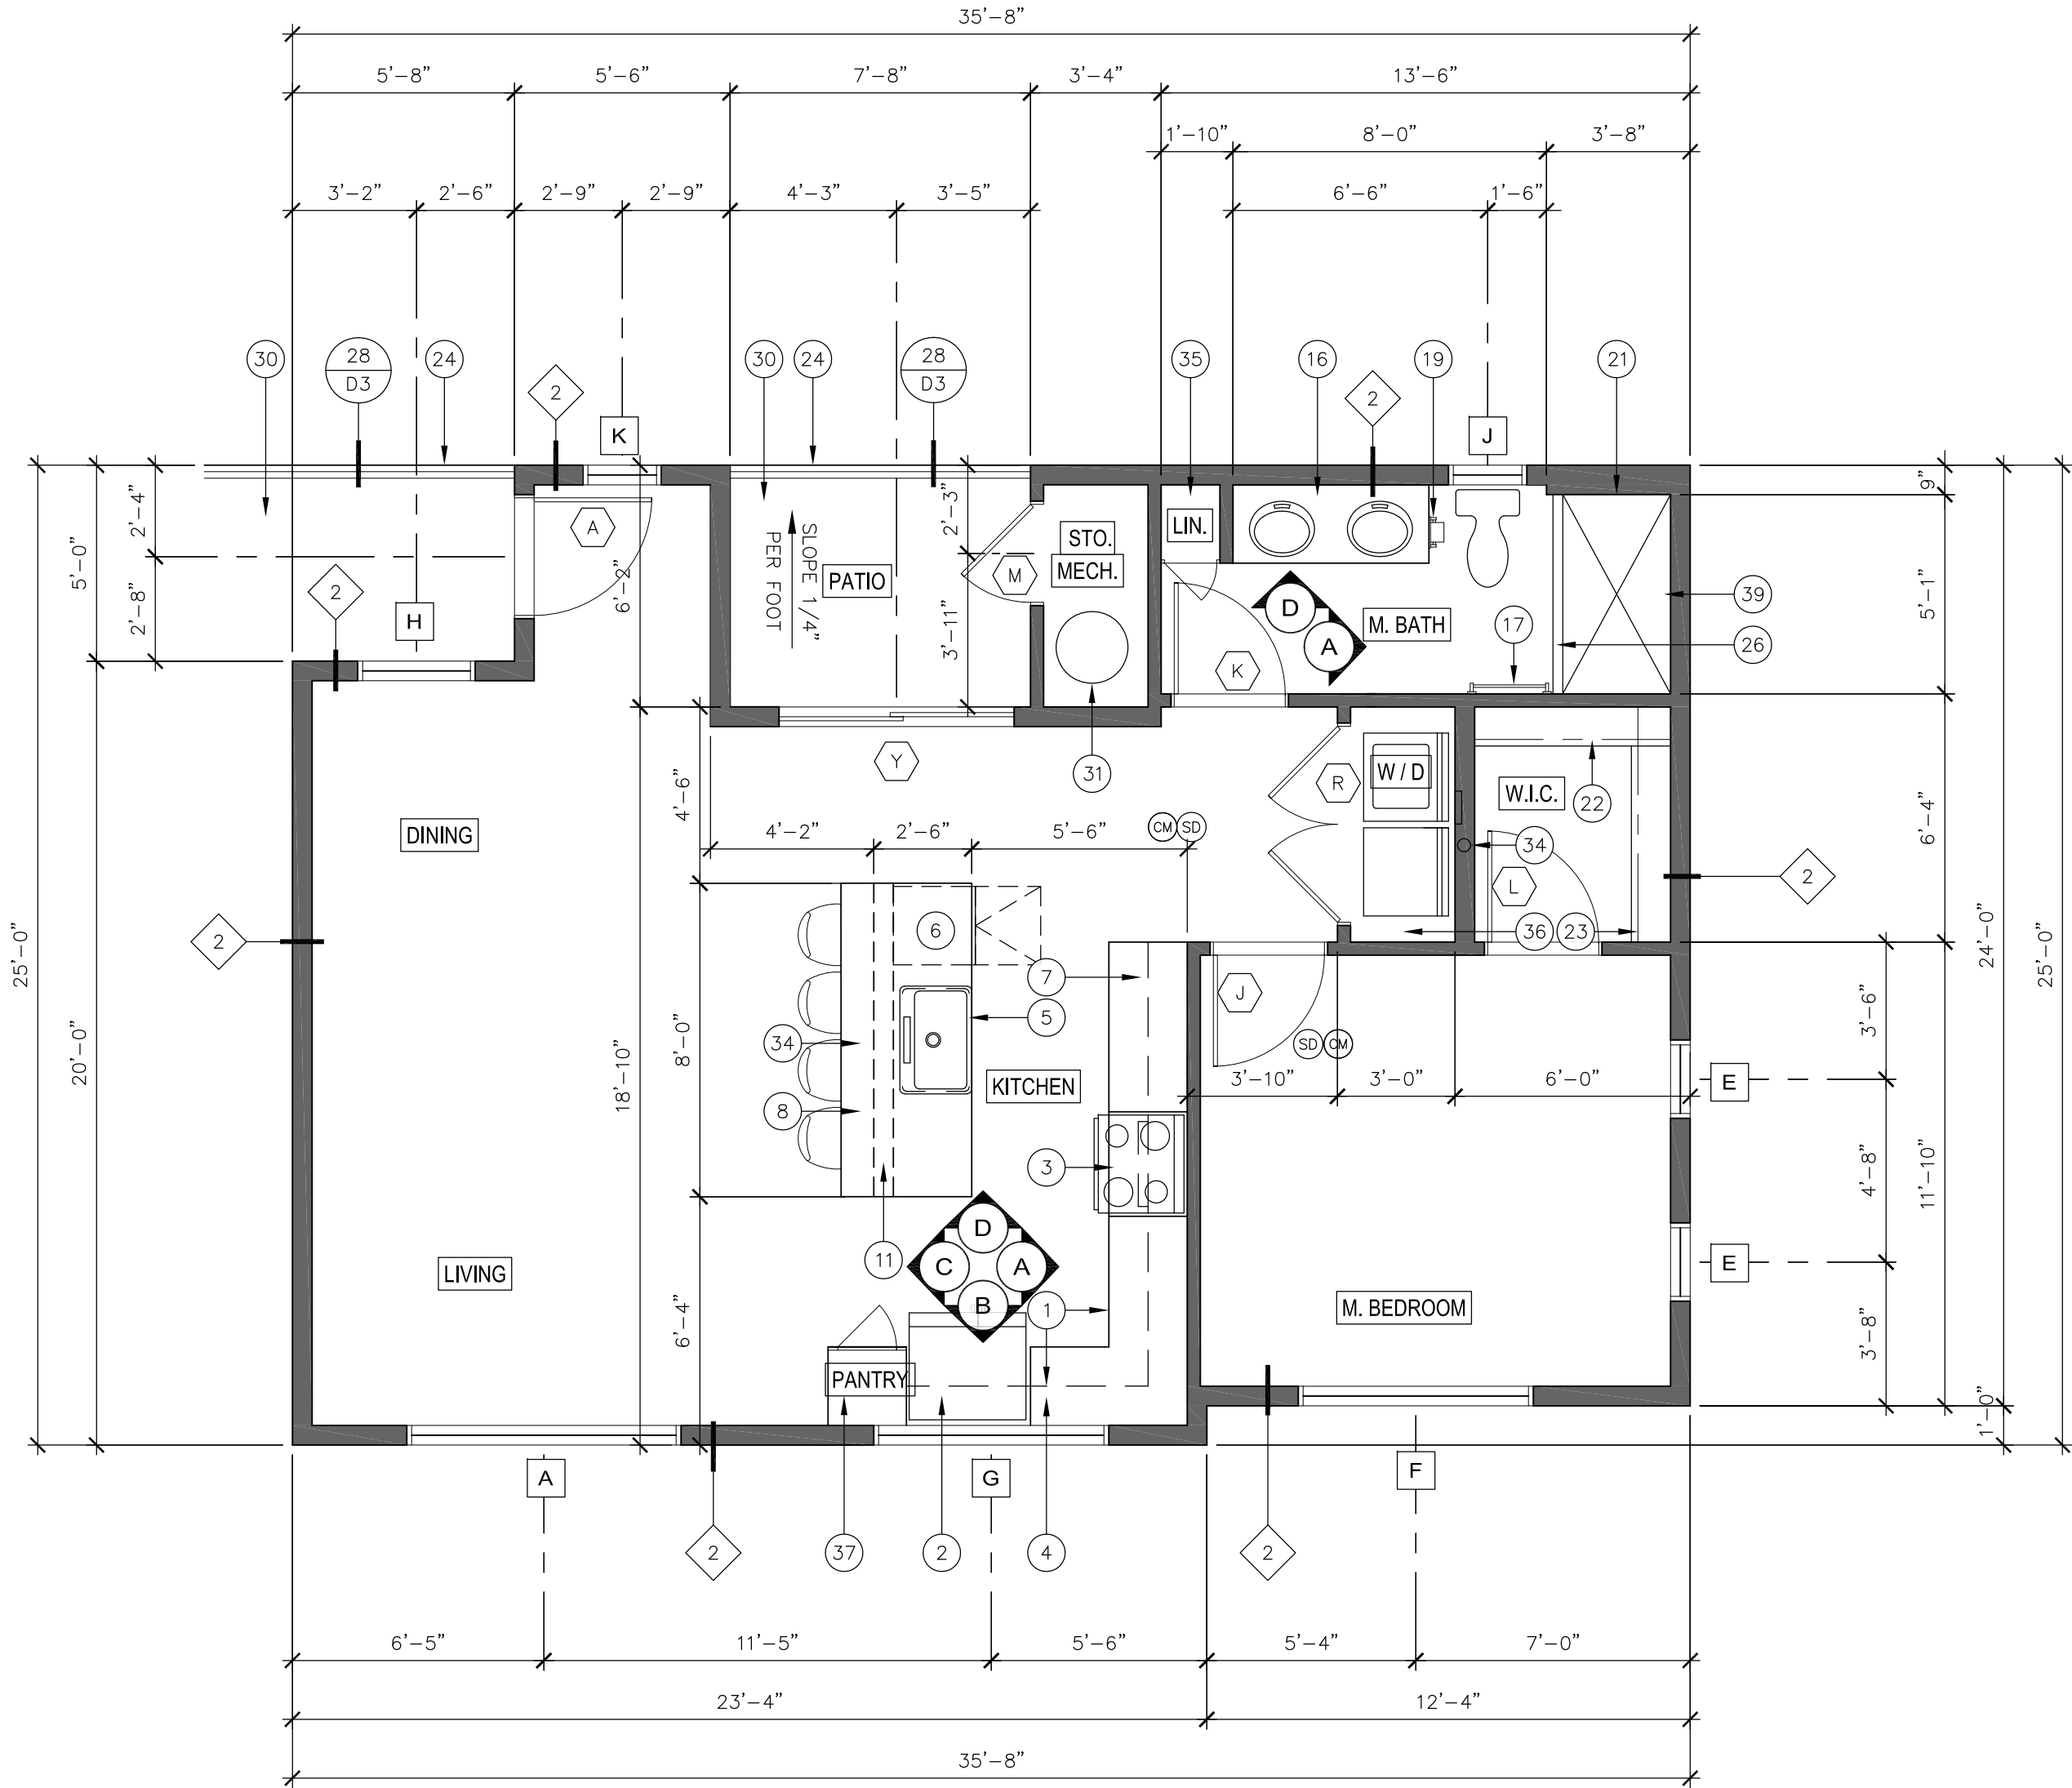 35'-8"
5'-8" 5'-6" 7'-8" 3'-4" 13'-6"
1'-10" 8'-0" 3'-8"
3'-2" 2'-6" 2'-9" 2'-9" 4'-3" 3'-5" 6'-6" 1'-6"
30 28 24 30 24 28 35 16 19 21
D3 D3
2 2
K J
9"
2'-4" 2'-3"
A LIN.
STO.
MECH.
M
SLOPE 1/4"
PER FOOT
PATIO
5'-0" 6'-2" 5'-1"
2 39
H D M. BATH 17
2'-8" 3'-11" A 26
K
Y 31 R W / D W.I.C. 22
4'-6" 6'-4"
DINING 4'-2" 2'-6" 5'-6" CM SD 34
L 2
2 6 36 23
25'-0" 24'-0" 25'-0"
7
J 3'-6"
5
20'-0" 18'-10" 8'-0" 34 SD CM
KITCHEN 3'-10" 3'-0" 6'-0" E
8
3 4'-8" 11'-10"
D
LIVING 11 C A E
B
6'-4" 1 M. BEDROOM 3'-8"
PANTRY
1'-0"
A G F
2 37 2 4 2
6'-5" 11'-5" 5'-6" 5'-4" 7'-0"
23'-4" 12'-4"
35'-8"